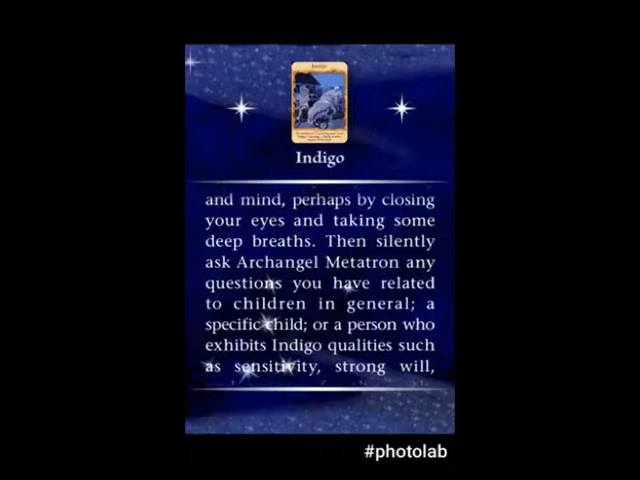 Indigo
Indigo
and mind, perhaps by closing
your eyes and taking some
deep breaths. Then silently
ask Archangel Metatron any
questions you have related
to children in general; a
specific child; or a person who
exhibits Indigo qualities such
as sensitivity, strong will,
#photolab